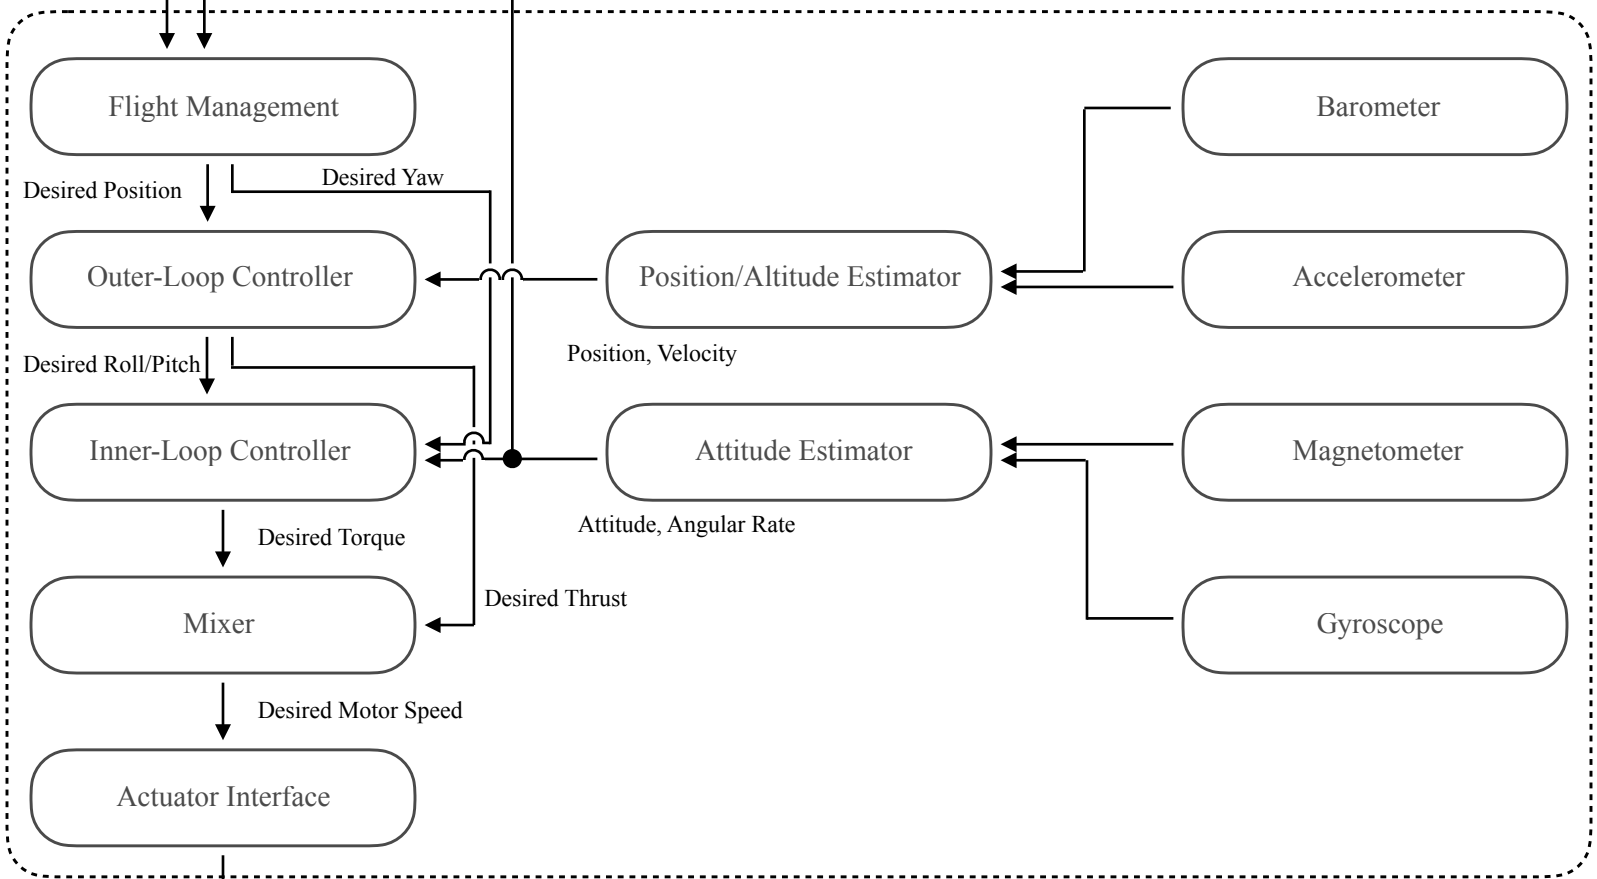 Flight Management
Barometer
Desired Position
Desired Yaw
Outer-Loop Controller
Position/Altitude Estimator
Accelerometer
Desired Roll/Pitch
Position, Velocity
Inner-Loop Controller
Attitude Estimator
Magnetometer
Desired Torque
Attitude, Angular Rate
Mixer
Desired Thrust
Gyroscope
Desired Motor Speed
Actuator Interface